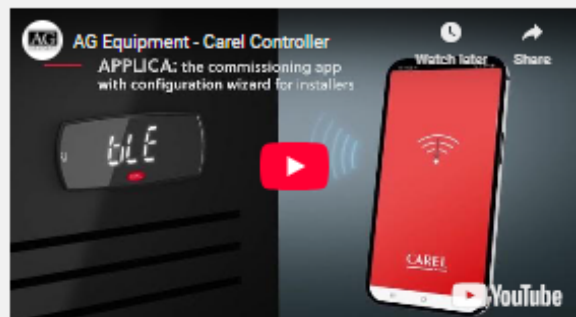 AG
AG Equipment - Carel Controller
Watch later
Share
APPLICA: the commissioning app
with configuration wizard for installers
bLE
CAREL
YouTube